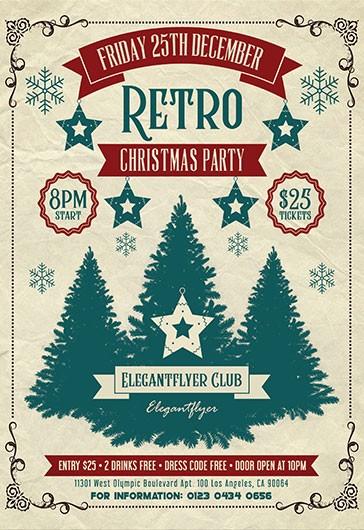 FRIDAY 25TH DECEMBER
RETRO
CHRISTMAS PARTY
8PM
START
$25
TICKETS
ELEGANTFLYER CLUB
Elegantflyer
ENTRY $25 • 2 DRINKS FREE • DRESS CODE FREE • DOOR OPEN AT 10PM
11301 West Olympic Boulevard Apt. 100 Los Angeles, CA 90064
FOR INFORMATION: 0123 0434 0656